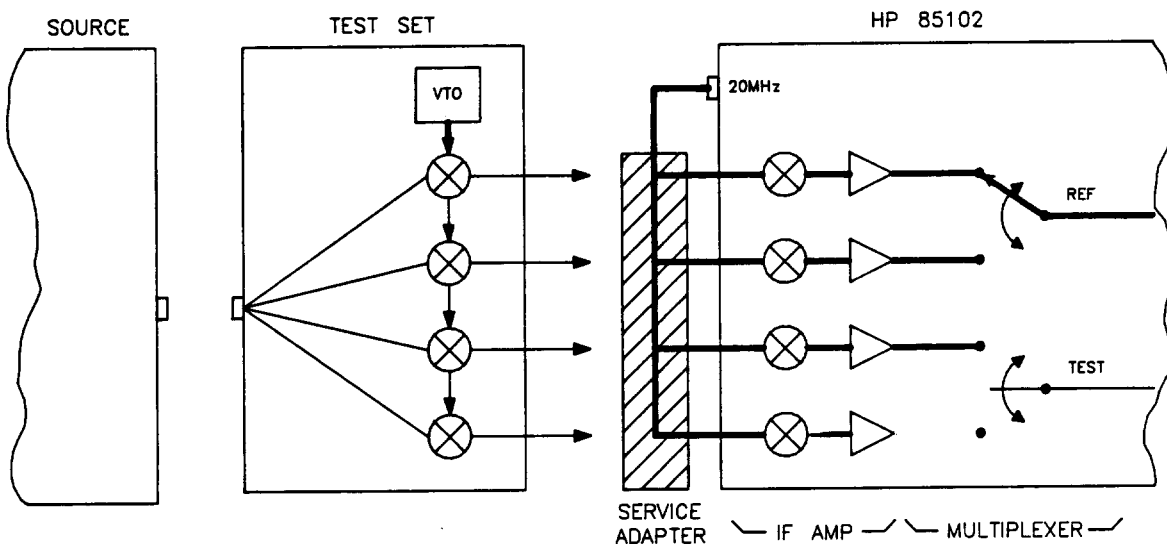 SOURCE
TEST SET
HP 85102
VTO
20MHz
REF
TEST
SERVICE
ADAPTER
IF AMP
MULTIPLEXER